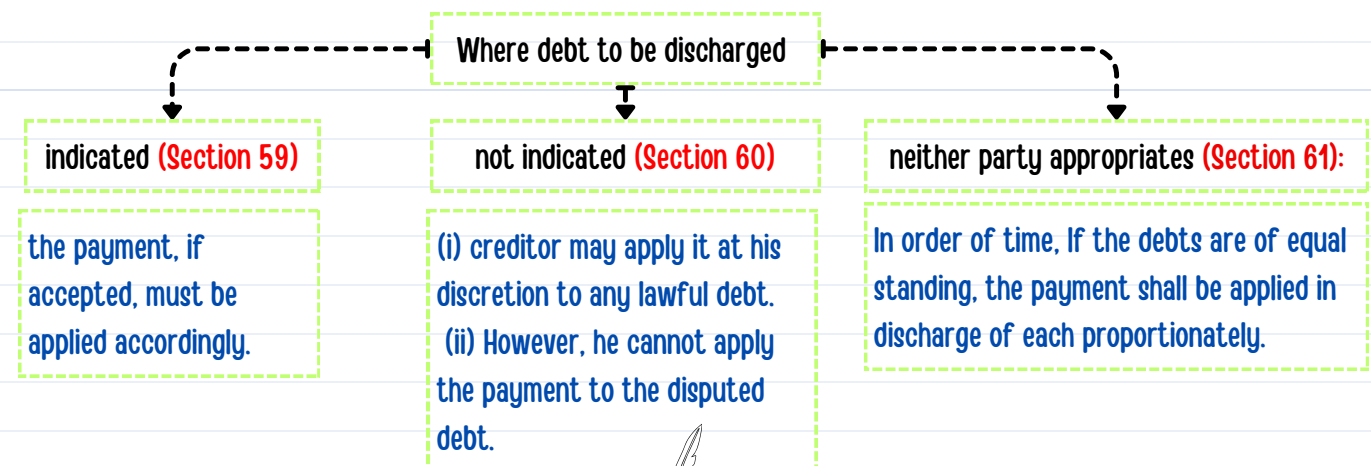 Where debt to be discharged
indicated (Section 59)
not indicated (Section 60)
neither party appropriates (Section 61):
the payment, if
accepted, must be
applied accordingly.
(i) creditor may apply it at his
discretion to any lawful debt.
(ii) However, he cannot apply
the payment to the disputed
debt.
In order of time, If the debts are of equal
standing, the payment shall be applied in
discharge of each proportionately.